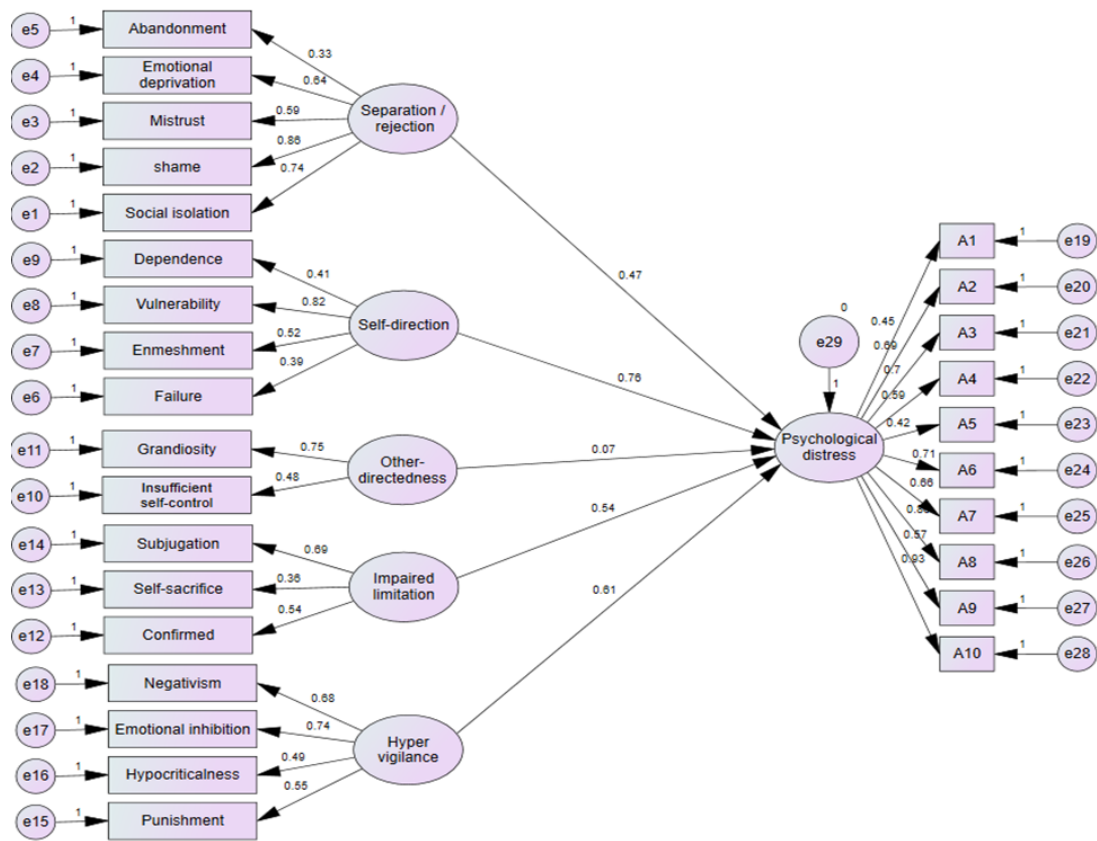 e5
1
Abandonment
0.33
e4
1
Emotional
deprivation
0.64
e3
1
Mistrust
0.59
Separation /
rejection
e2
1
shame
0.86
0.74
e1
1
Social isolation
e9
1
Dependence
0.41
e8
1
Vulnerability
0.82
Self-direction
e7
1
Enmeshment
0.52
0.39
e6
1
Failure
e11
1
Grandiosity
0.75
Other-
directedness
e10
1
Insufficient
self-control
0.48
e14
1
Subjugation
0.69
Impaired
limitation
e13
1
Self-sacrifice
0.36
0.54
e12
1
Confirmed
e18
1
Negativism
0.68
e17
1
Emotional inhibition
0.74
Hyper
vigilance
e16
1
Hypocriticalness
0.49
0.55
e15
1
Punishment
0.47
0.76
0.07
0.54
0.61
0
e29
1
Psychological
distress
0.45
0.69
0.7
0.59
0.42
0.71
0.66
0.57
0.93
A1
1
e19
A2
1
e20
A3
1
e21
A4
1
e22
A5
1
e23
A6
1
e24
A7
1
e25
A8
1
e26
A9
1
e27
A10
1
e28